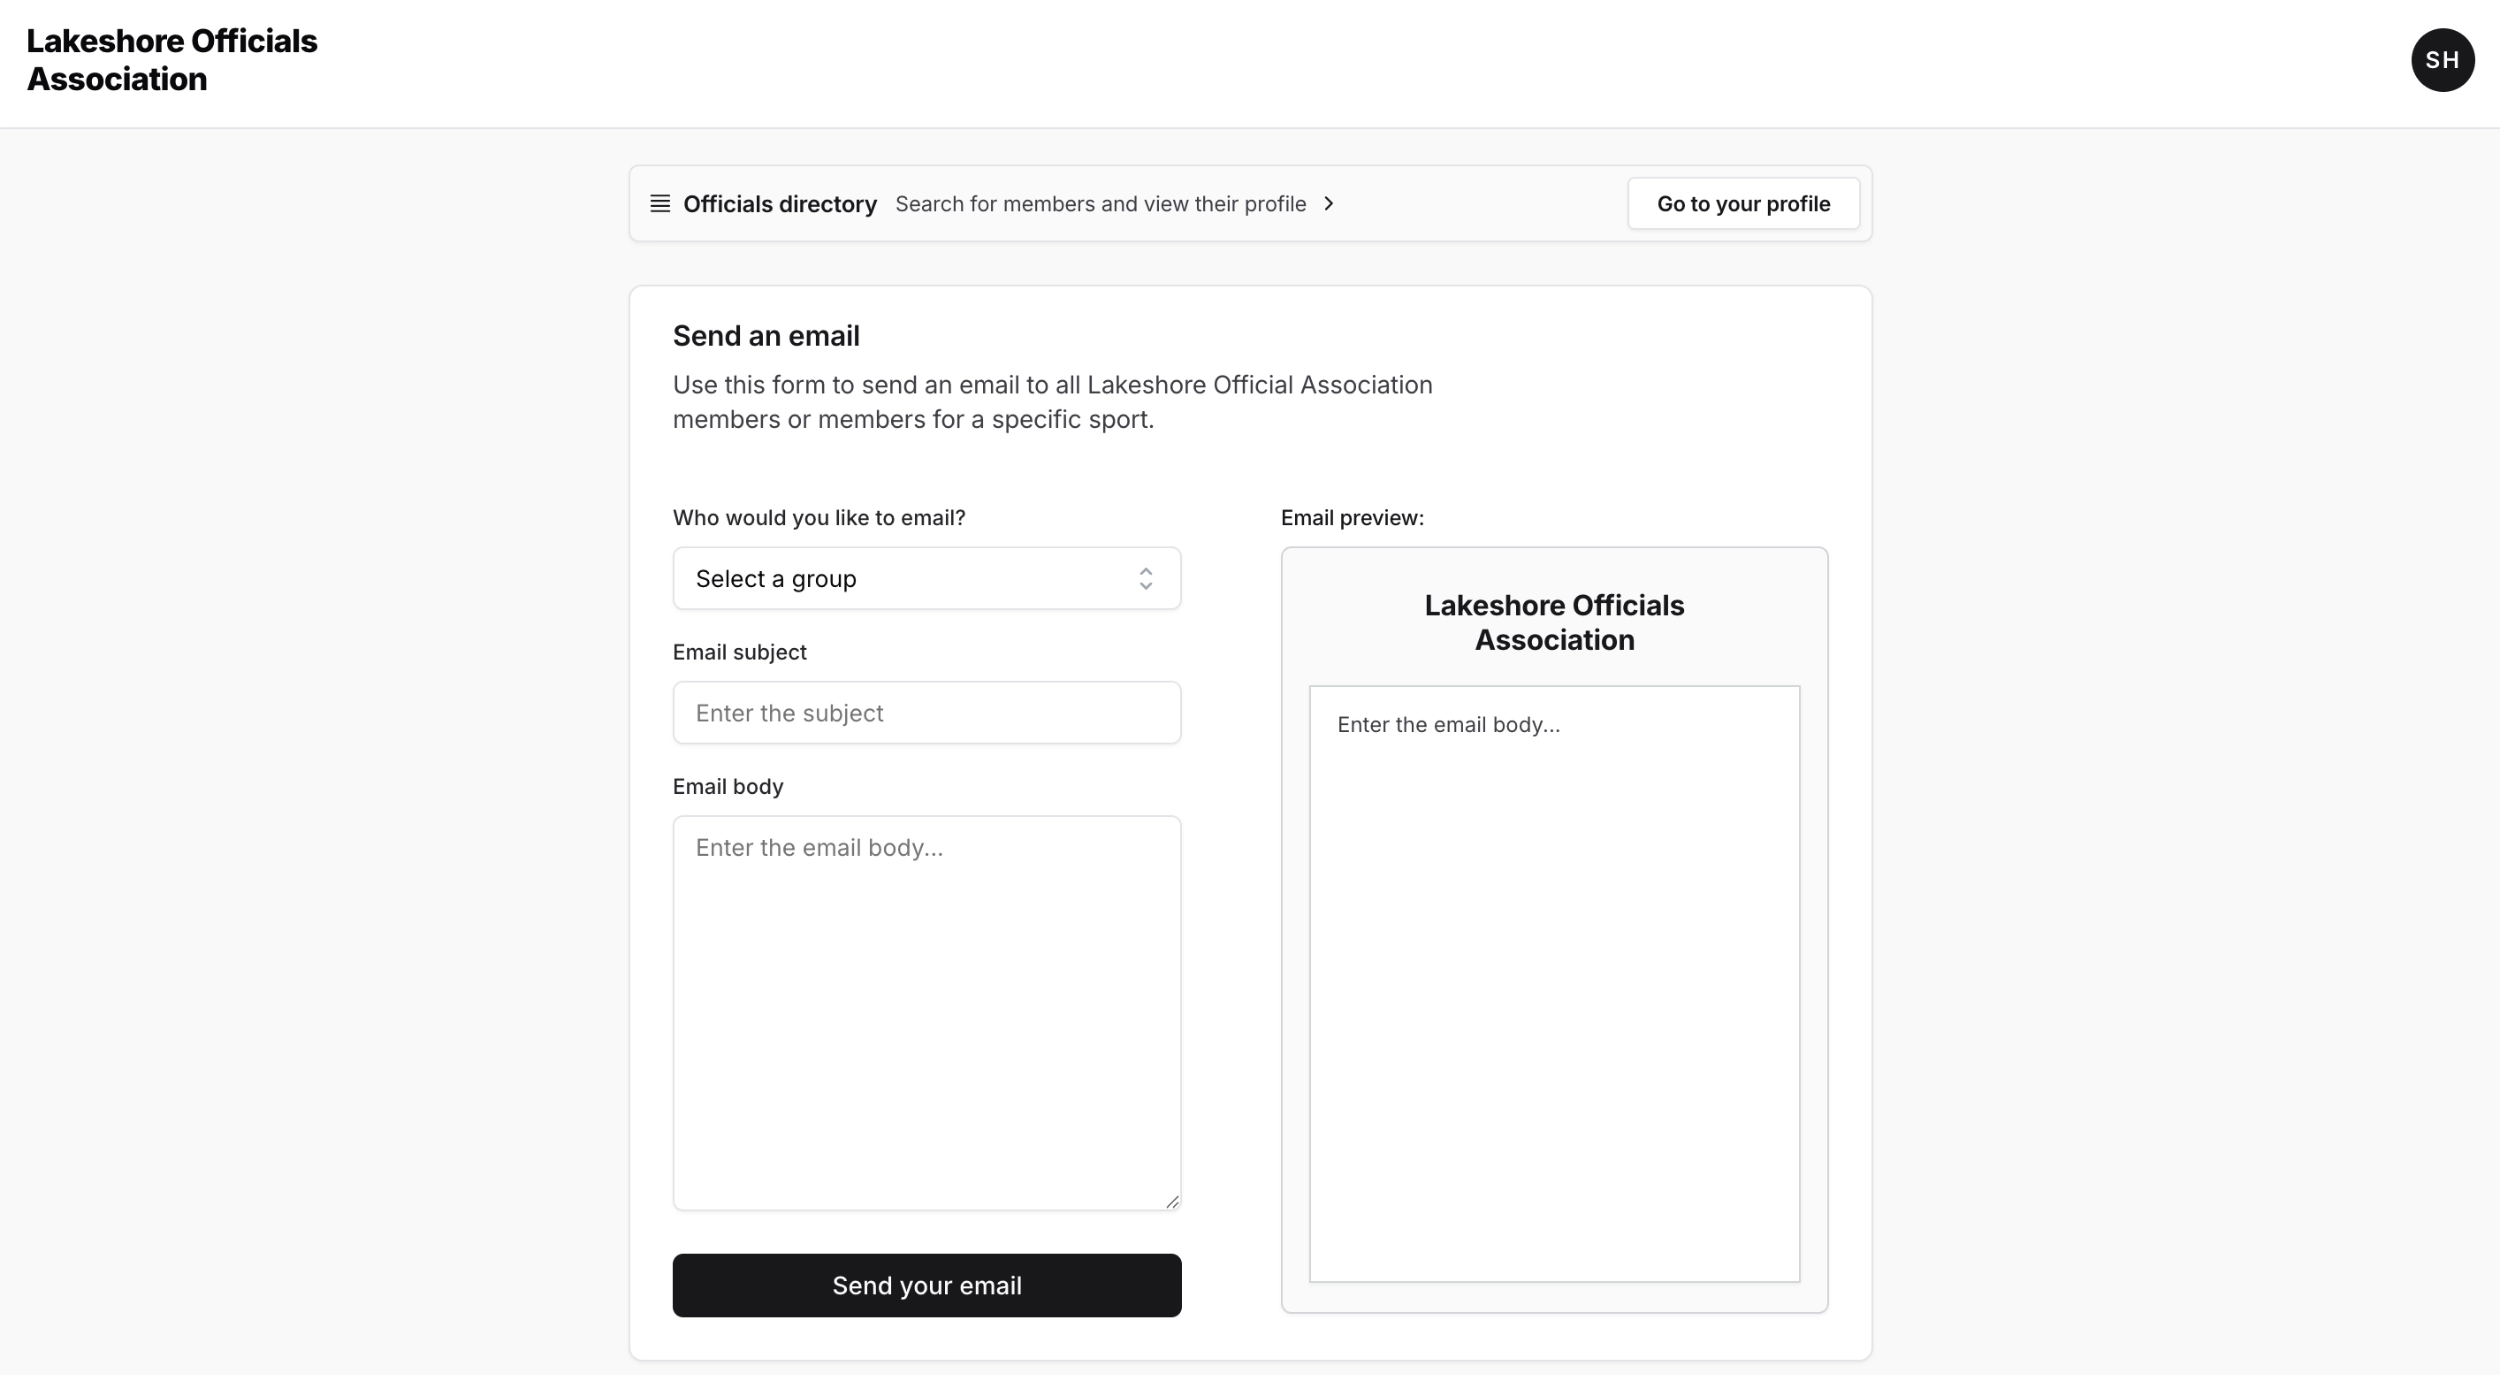 Lakeshore Officials
Association
SH
Officials directory Search for members and view their profile
Go to your profile
Send an email
Use this form to send an email to all Lakeshore Official Association
members or members for a specific sport.
Who would you like to email?
Select a group
Email subject
Enter the subject
Email body
Enter the email body...
Send your email
Email preview:
Lakeshore Officials
Association
Enter the email body...